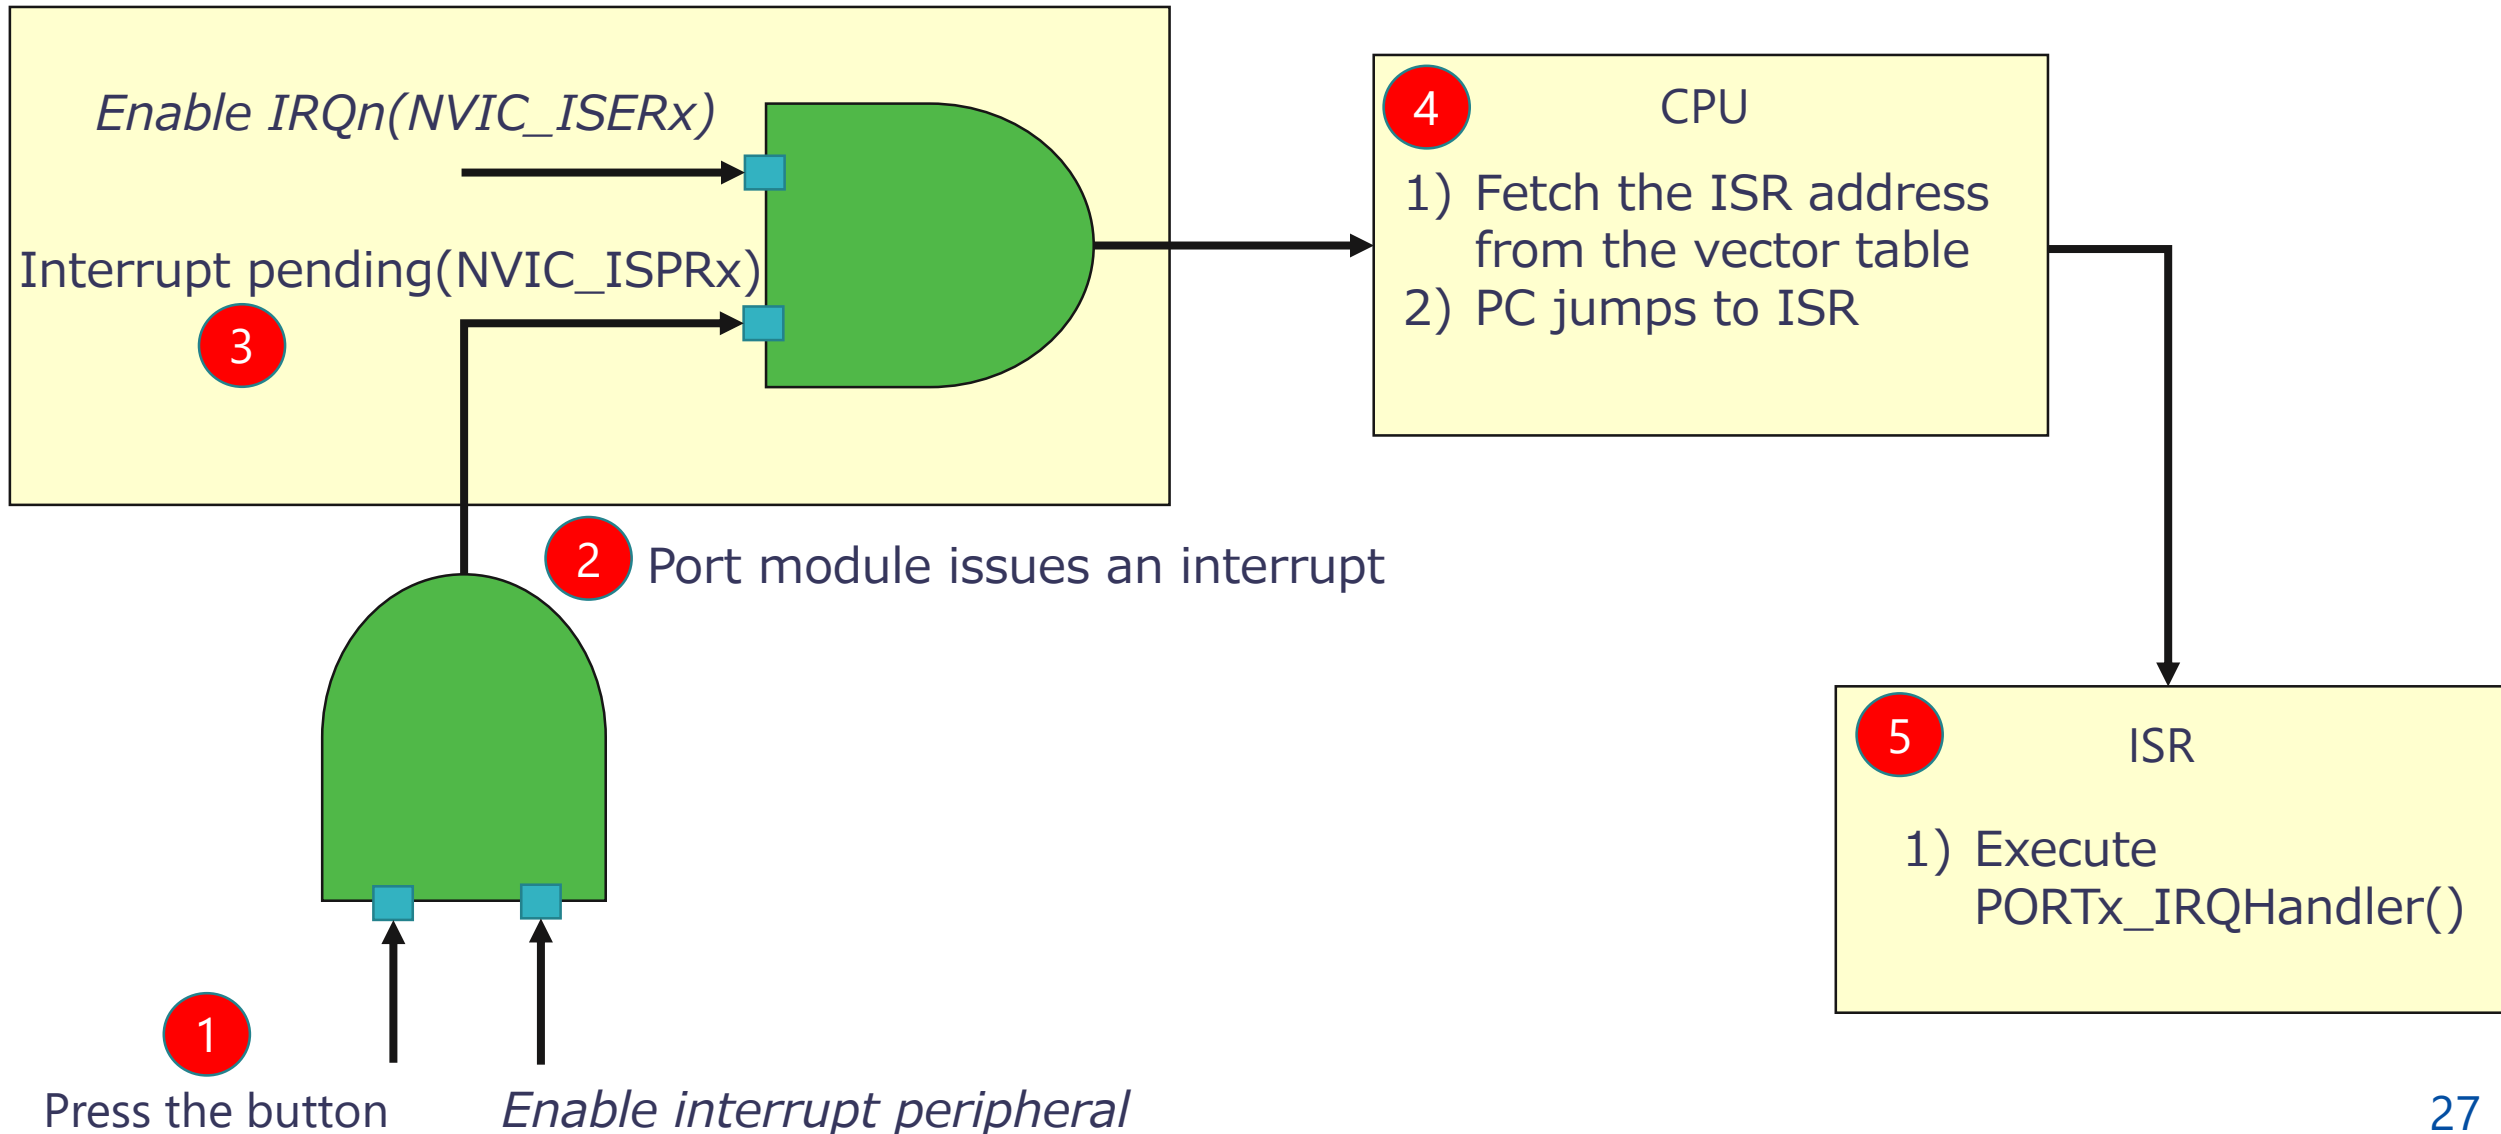 Enable IRQn(NVIC_ISERx)
Interrupt pending(NVIC_ISPRx)
3
4
CPU
1) Fetch the ISR address
from the vector table
2) PC jumps to ISR
2
Port module issues an interrupt
5
ISR
1) Execute
PORTx_IRQHandler()
1
Press the button
Enable interrupt peripheral
27